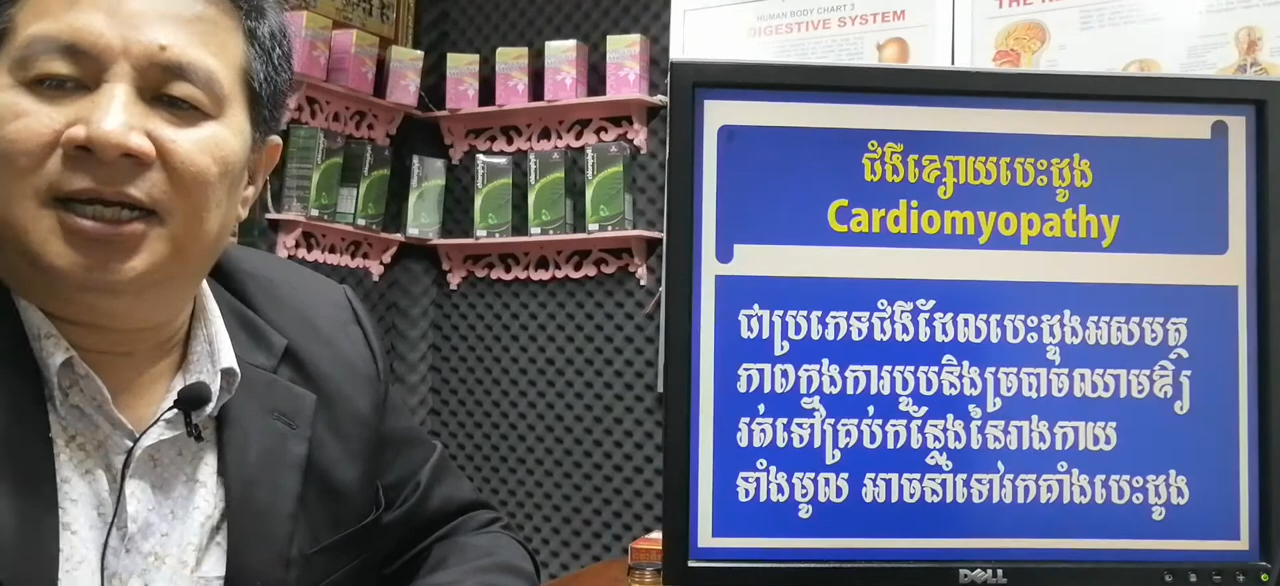 HUMAN BODY CHART 3
DIGESTIVE SYSTEM
ជំងឺខ្សោយបេះដូង
Cardiomyopathy
ជាប្រភេទជំងឺដែលបេះដូងអសមត្ថ
ភាពក្នុងការបូបនិងច្របាច់ឈាមឱ្យ
រត់ទៅគ្រប់កន្លែងនៃរាងកាយ
ទាំងមូល អាចនាំទៅរកគាំងបេះដូង
DELL